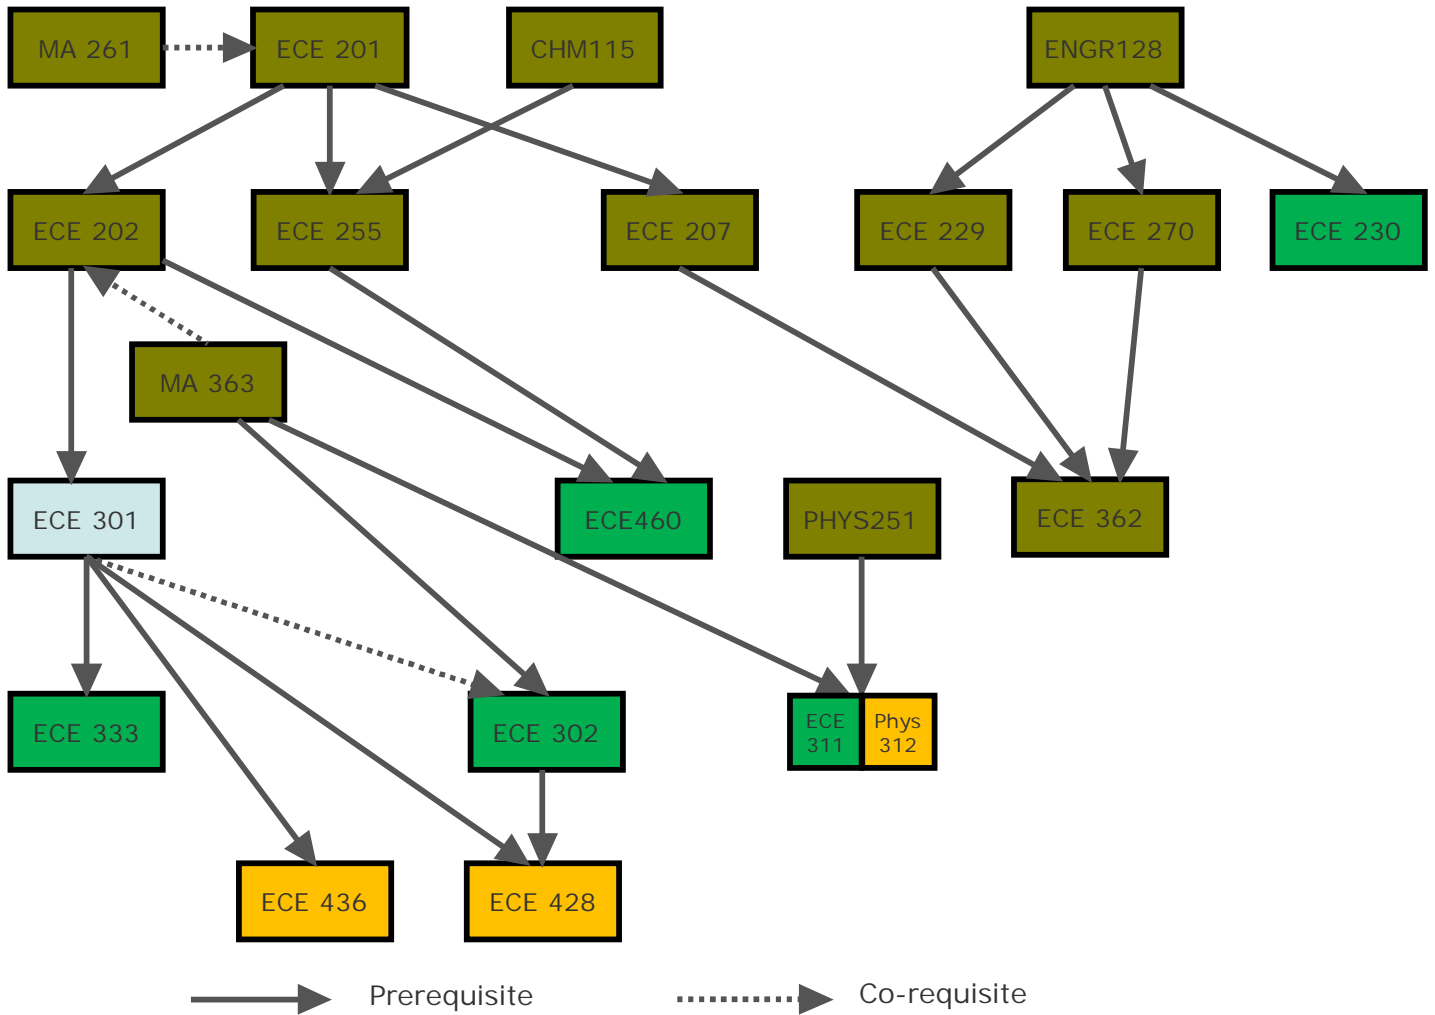 MA 261
ECE 201
CHM115
ENGR128
ECE 202
ECE 255
ECE 207
ECE 229
ECE 270
ECE 230
MA 363
ECE 301
ECE460
PHYS251
ECE 362
ECE 333
ECE 302
ECE
311
Phys
312
ECE 436
ECE 428
Prerequisite
Co-requisite